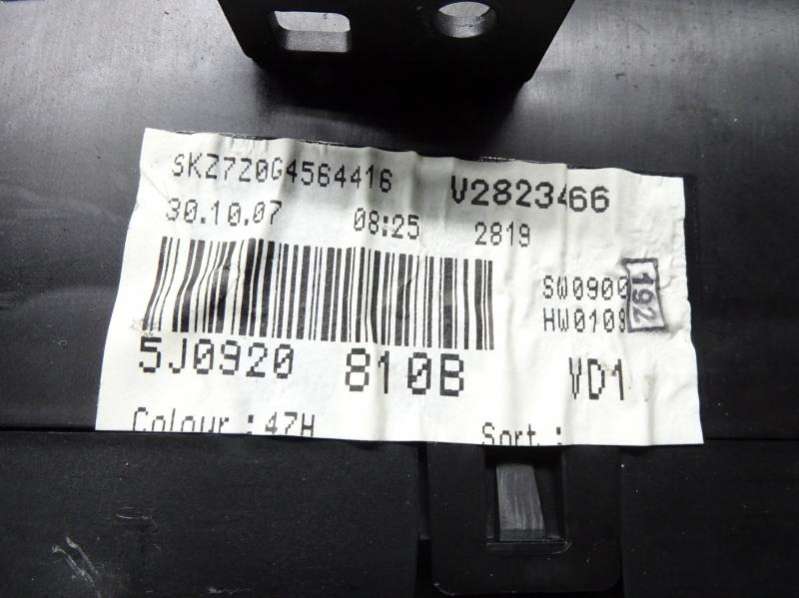 SKZ7Z0G4564416 V2823466
30.10.07 08:25 2819
SW0900
192
HW0109
5J0920 810B VD1
Colour : 47H Sort :